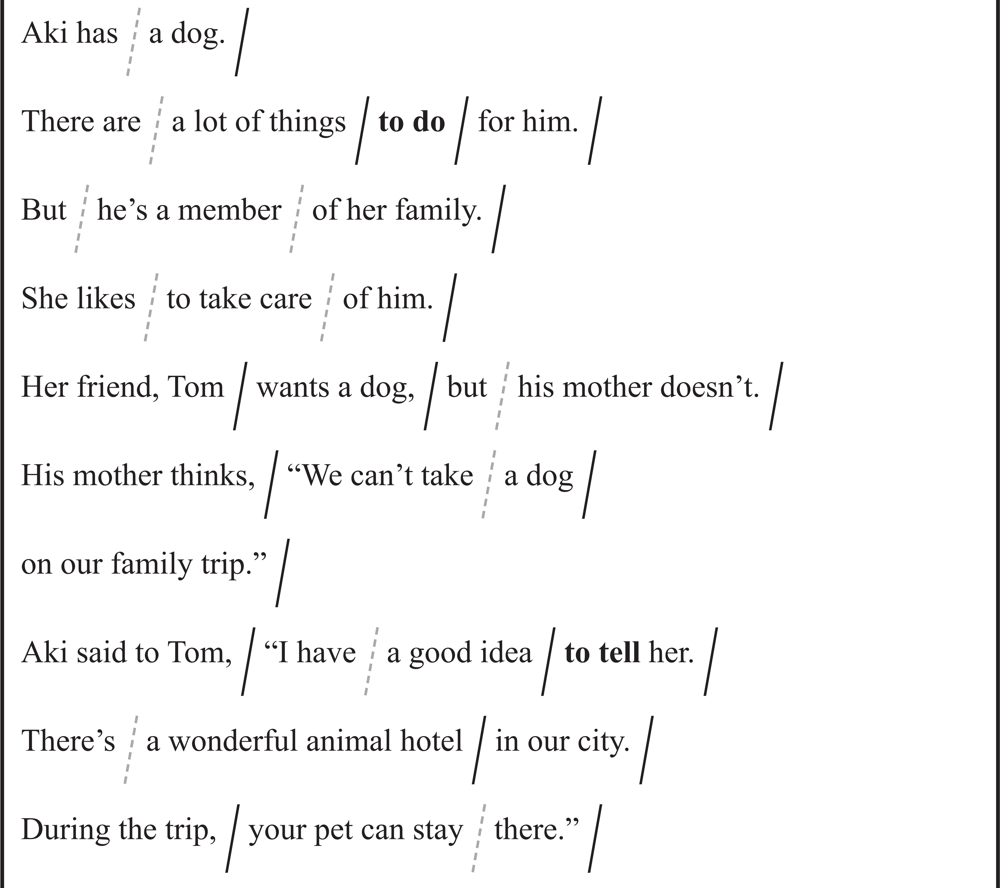 Aki has / a dog. /
There are / a lot of things / to do / for him. /
But / he’s a member / of her family. /
She likes / to take care / of him. /
Her friend, Tom / wants a dog, / but / his mother doesn’t. /
His mother thinks, / “We can’t take / a dog /
on our family trip.” /
Aki said to Tom, / “I have / a good idea / to tell her. /
There’s / a wonderful animal hotel / in our city. /
During the trip, / your pet can stay / there.” /